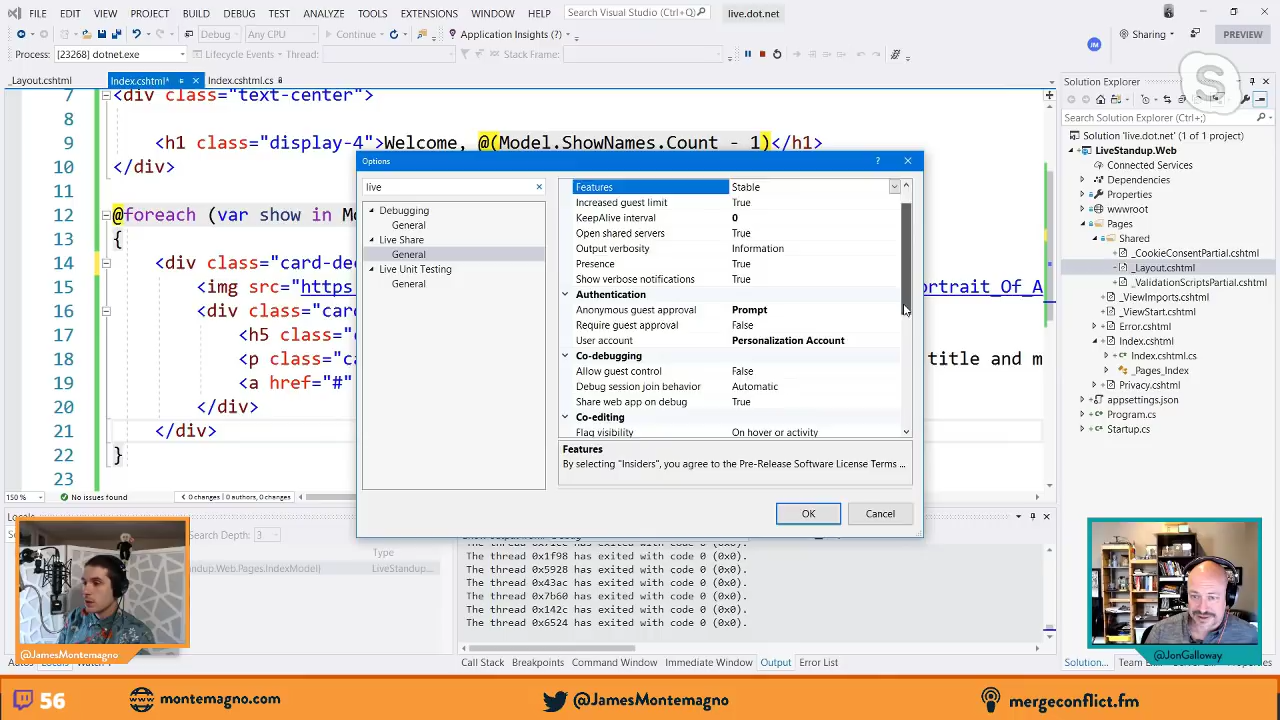 FILE EDIT VIEW PROJECT BUILD DEBUG TEST ANALYZE TOOLS EXTENSIONS WINDOW HELP Search Visual Studio (Ctrl+Q) live.dot.net
Debug Any CPU Continue Application Insights (?) Sharing PREVIEW
Process: [23268] dotnet.exe Lifecycle Events Thread: Stack Frame:
_Layout.cshtml Index.cshtml* Index.cshtml.cs
7 <div class="text-center">
8
9 <h1 class="display-4">Welcome, @(Model.ShowNames.Count - 1)</h1>
10 </div>
11
12 @foreach (var show in
13 {
14 <div class="card-de
15 <img src="https
16 <div class="car
17 <h5 class="
18 <p class="ca title and m
19 <a href="#"
20 </div>
21 </div>
22 }
23
150 % No issues found 0 changes | 0 authors, 0 changes
Options
live
Debugging
General
Live Share
General
Live Unit Testing
General
Features Stable
Increased guest limit True
KeepAlive interval 0
Open shared servers True
Output verbosity Information
Presence True
Show verbose notifications True
Authentication
Anonymous guest approval Prompt
Require guest approval False
User account Personalization Account
Co-debugging
Allow guest control False
Debug session join behavior Automatic
Share web app on debug True
Co-editing
Flag visibility On hover or activity
Features
By selecting "Insiders", you agree to the Pre-Release Software License Terms ...
OK Cancel
Solution Explorer
Search Solution Explorer (Ctrl+;)
Solution 'live.dot.net' (1 of 1 project)
LiveStandup.Web
Connected Services
Dependencies
Properties
wwwroot
Pages
Shared
_CookieConsentPartial.cshtml
_Layout.cshtml
_ValidationScriptsPartial.cshtml
_ViewImports.cshtml
_ViewStart.cshtml
Error.cshtml
Index.cshtml
Index.cshtml.cs
_Pages_Index
Privacy.cshtml
appsettings.json
Program.cs
Startup.cs
Search Depth: 3
Type
ndup.Web.Pages.IndexModel} LiveStandup...
The thread 0x1f98 has exited with code 0 (0x0).
The thread 0x5928 has exited with code 0 (0x0).
The thread 0x43ac has exited with code 0 (0x0).
The thread 0x7b60 has exited with code 0 (0x0).
The thread 0x142c has exited with code 0 (0x0).
The thread 0x6524 has exited with code 0 (0x0).
Breakpoints Command Window Immediate Window Output Error List
Solution...
@JamesMontemagno
@JonGalloway
56 montemagno.com @JamesMontemagno mergeconflict.fm